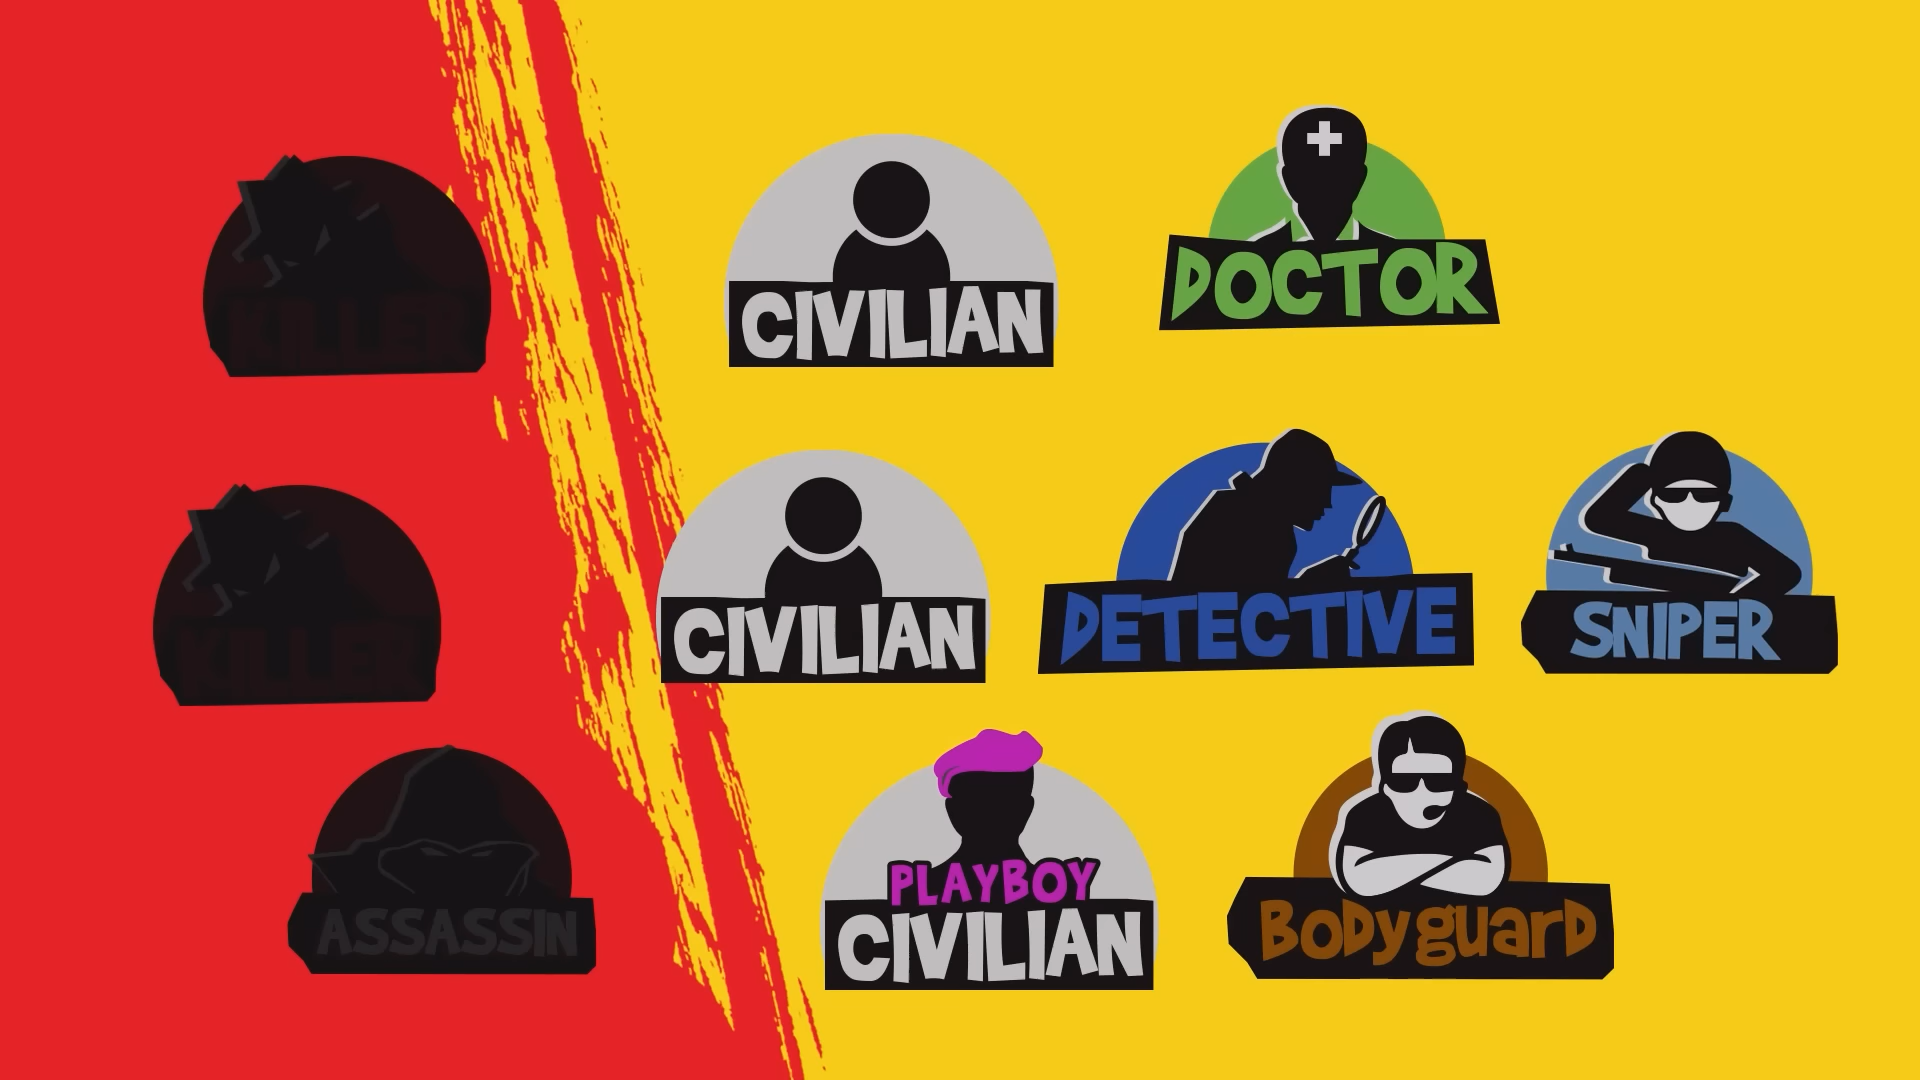 KILLER
CIVILIAN
DOCTOR
KILLER
CIVILIAN
DETECTIVE
SNIPER
ASSASSIN
PLAYBOY
CIVILIAN
BodyguarD